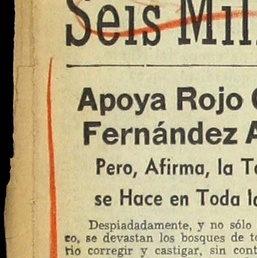 Seis Mil
Apoya Rojo
Fernández A
Pero, Afirma, la
se Hace en Toda
Despiadadamente, y no sólo
co, se devastan los bosques de
rio corregir y castigar, sin